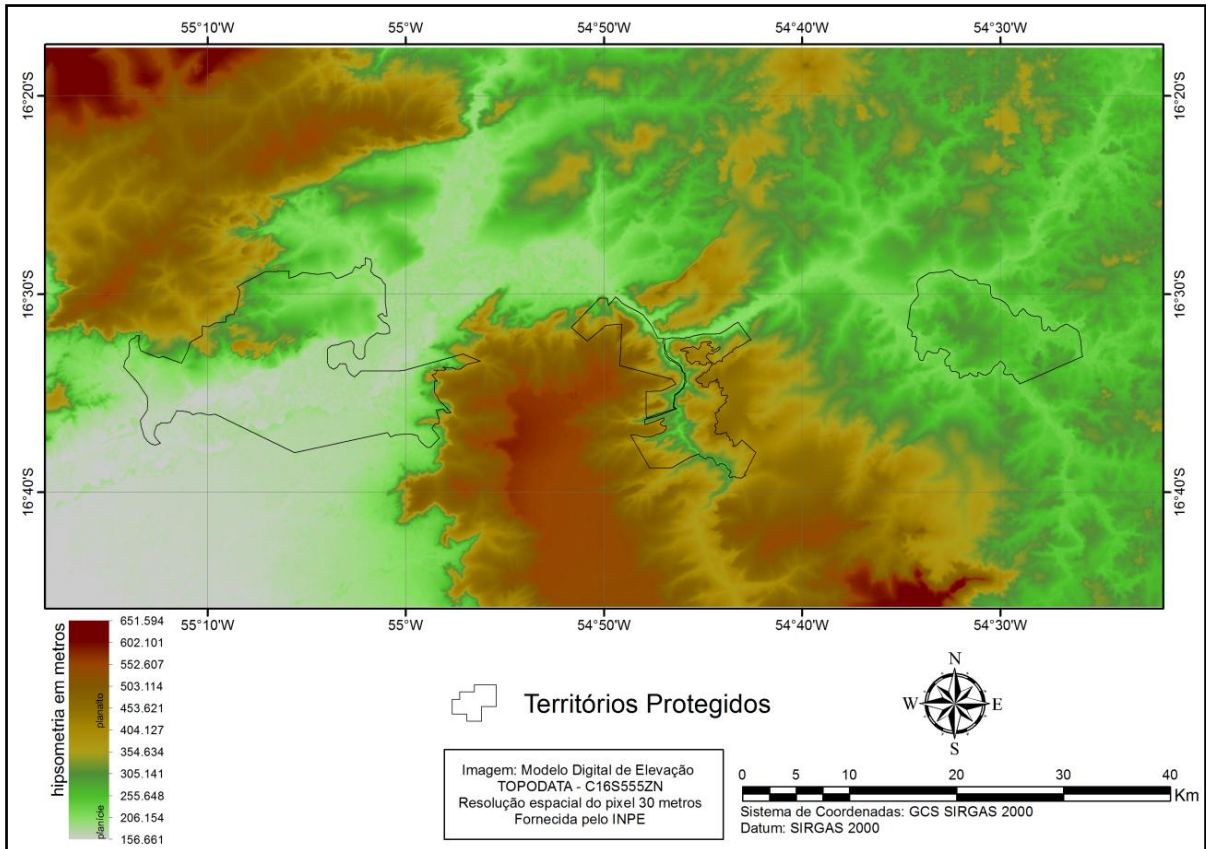 55°10'W 55°W 54°50'W 54°40'W 54°30'W
16°20'S 16°20'S
16°30'S 16°30'S
16°40'S 16°40'S
55°10'W 55°W 54°50'W 54°40'W 54°30'W
hipsometria em metros
planalto
planície
651.594
602.101
552.607
503.114
453.621
404.127
354.634
305.141
255.648
206.154
156.661
Territórios Protegidos
N
W E
S
Imagem: Modelo Digital de Elevação
TOPODATA - C16S555ZN
Resolução espacial do pixel 30 metros
Fornecida pelo INPE
0 5 10 20 30 40
Km
Sistema de Coordenadas: GCS SIRGAS 2000
Datum: SIRGAS 2000